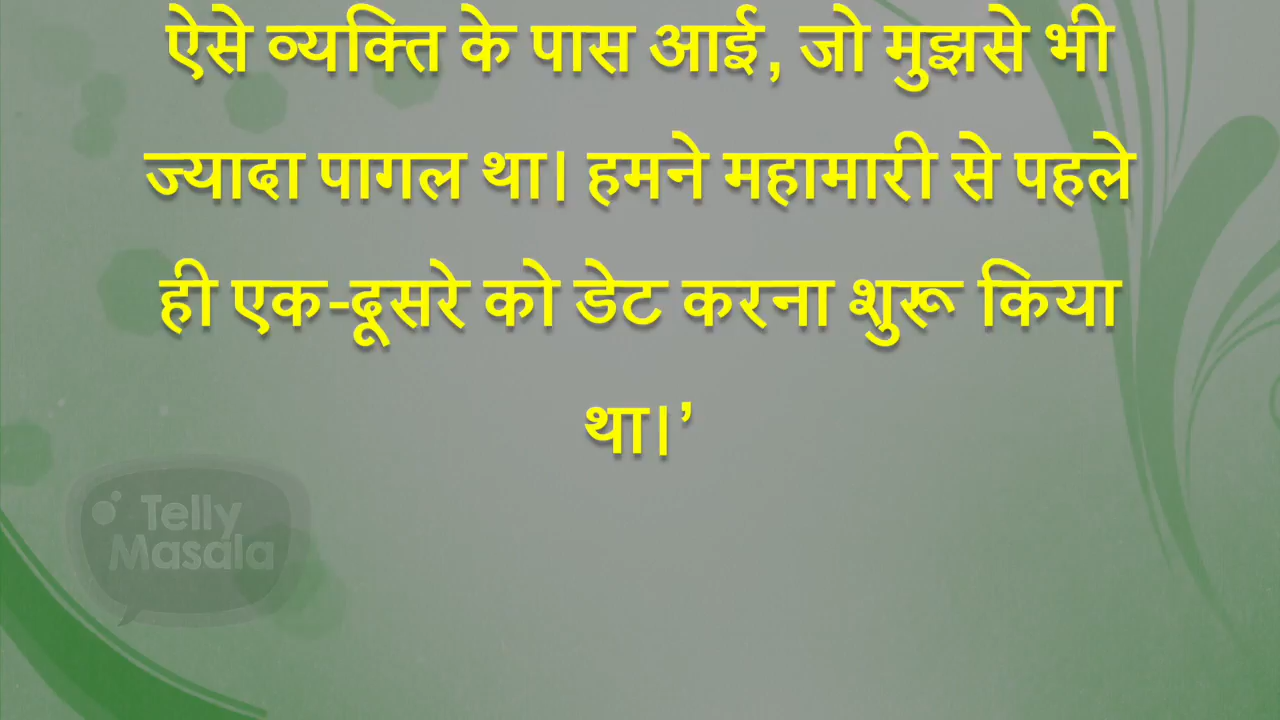 ऐसे व्यक्ति के पास आई, जो मुझसे भी
ज्यादा पागल था। हमने महामारी से पहले
ही एक-दूसरे को डेट करना शुरू किया
था।’
Telly
Masala